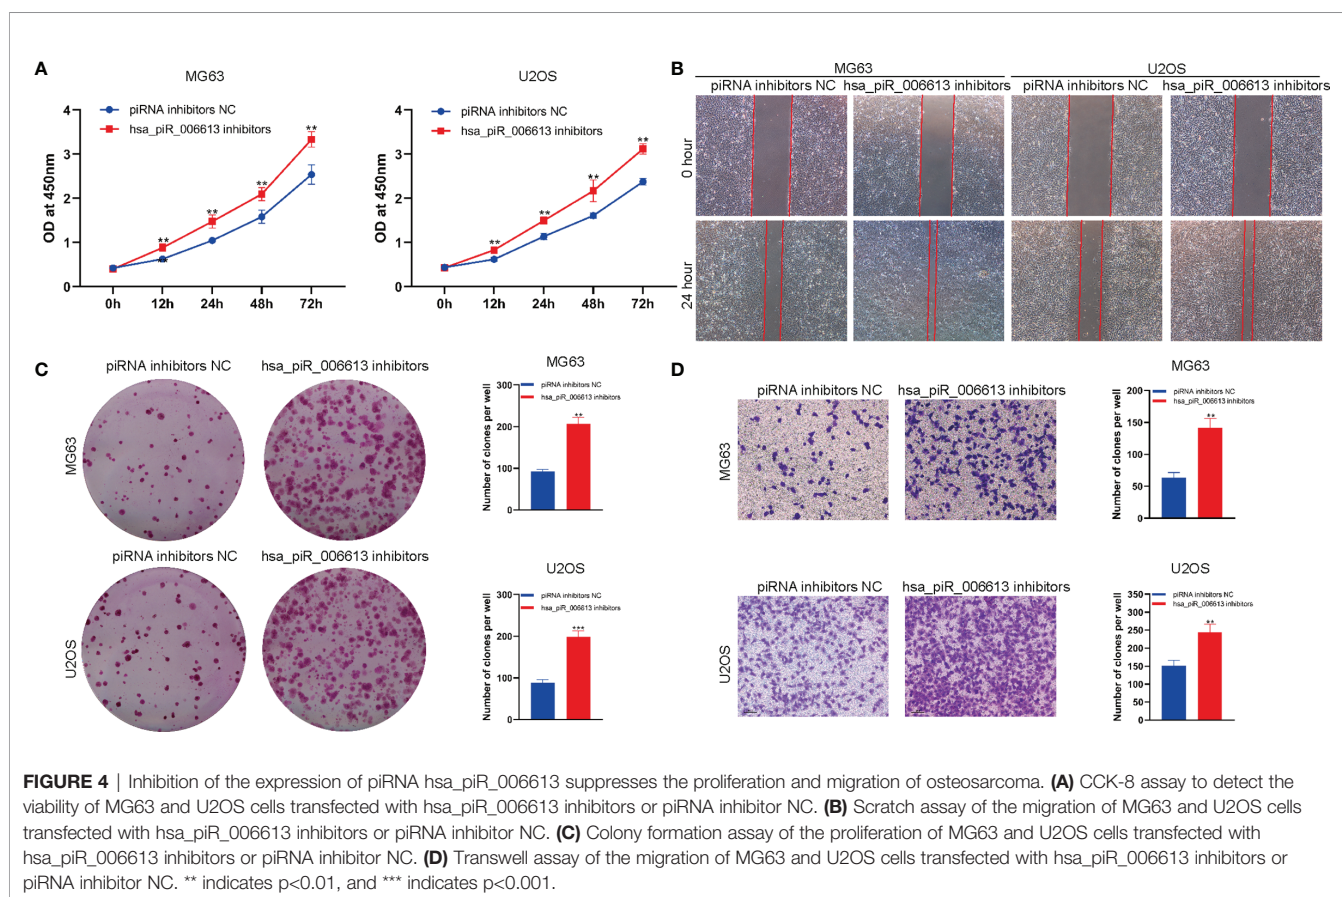 A
MG63
piRNA inhibitors NC
hsa_piR_006613 inhibitors
OD at 450nm
4
3
2
1
0
** ** ** ** **
0h 12h 24h 48h 72h
U2OS
piRNA inhibitors NC
hsa_piR_006613 inhibitors
OD at 450nm
4
3
2
1
0
** ** ** **
0h 12h 24h 48h 72h
B
MG63 U2OS
piRNA inhibitors NC hsa_piR_006613 inhibitors piRNA inhibitors NC hsa_piR_006613 inhibitors
0 hour
24 hour
C
piRNA inhibitors NC hsa_piR_006613 inhibitors
MG63
MG63
piRNA inhibitors NC
hsa_piR_006613 inhibitors
Number of clones per well
300
200
100
0
**
piRNA inhibitors NC hsa_piR_006613 inhibitors
U2OS
U2OS
piRNA inhibitors NC
hsa_piR_006613 inhibitors
Number of clones per well
300
200
100
0
***
D
piRNA inhibitors NC hsa_piR_006613 inhibitors
MG63
MG63
piRNA inhibitors NC
hsa_piR_006613 inhibitors
Number of clones per well
200
150
100
50
0
**
piRNA inhibitors NC hsa_piR_006613 inhibitors
U2OS
U2OS
piRNA inhibitors NC
hsa_piR_006613 inhibitors
Number of clones per well
350
300
250
200
150
100
50
0
**
FIGURE 4 | Inhibition of the expression of piRNA hsa_piR_006613 suppresses the proliferation and migration of osteosarcoma. (A) CCK-8 assay to detect the
viability of MG63 and U2OS cells transfected with hsa_piR_006613 inhibitors or piRNA inhibitor NC. (B) Scratch assay of the migration of MG63 and U2OS cells
transfected with hsa_piR_006613 inhibitors or piRNA inhibitor NC. (C) Colony formation assay of the proliferation of MG63 and U2OS cells transfected with
hsa_piR_006613 inhibitors or piRNA inhibitor NC. (D) Transwell assay of the migration of MG63 and U2OS cells transfected with hsa_piR_006613 inhibitors or
piRNA inhibitor NC. ** indicates p<0.01, and *** indicates p<0.001.